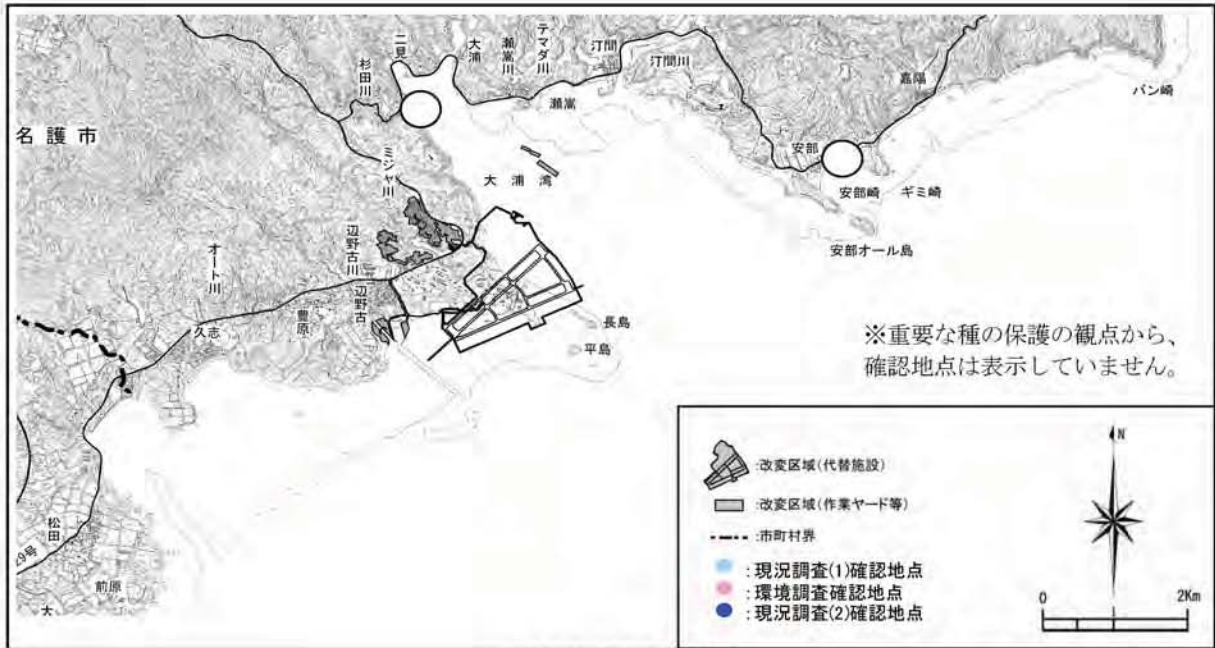 二見
大浦
瀬嵩川
テマダ川
汀間
汀間川
杉田川
瀬嵩
嘉陽
バン崎
名護市
安部
ミジャ川
大浦湾
安部崎
ギミ崎
安部オール島
オート川
辺野古川
辺野古
豊原
久志
長島
平島
※重要な種の保護の観点から、
確認地点は表示していません。
松田
前原
:改変区域(代替施設)
:改変区域(作業ヤード等)
:市町村界
:現況調査(1)確認地点
:環境調査確認地点
:現況調査(2)確認地点
N
0 2Km